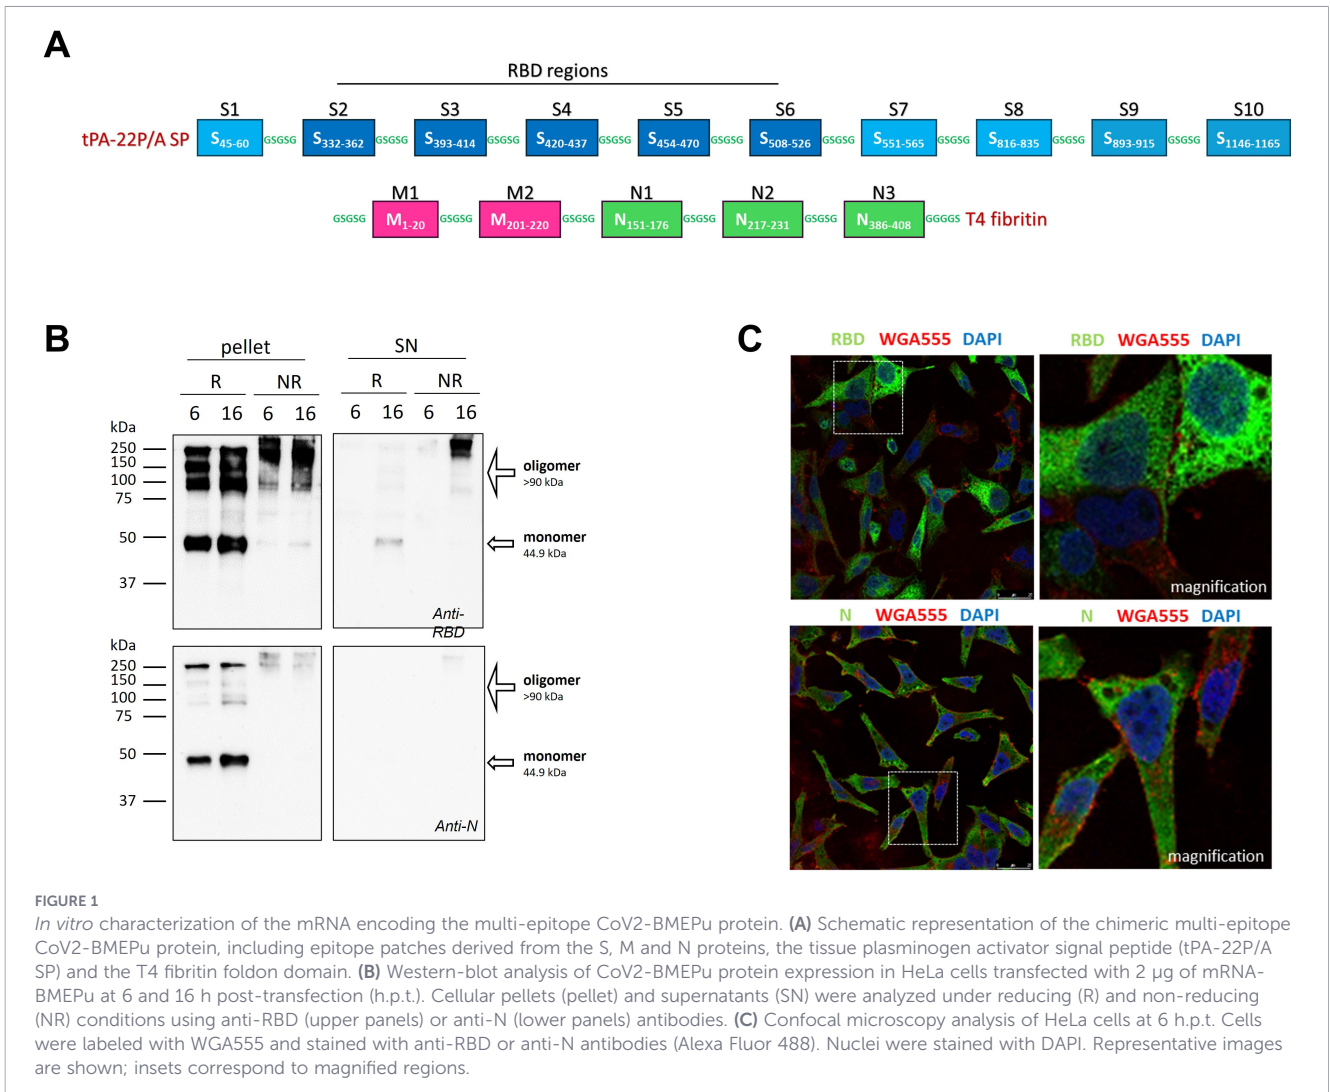 A
RBD regions
S1 S2 S3 S4 S5 S6 S7 S8 S9 S10
tPA-22P/A SP S45-60 GSGSG S332-362 GSGSG S393-414 GSGSG S420-437 GSGSG S454-470 GSGSG S508-526 GSGSG S551-565 GSGSG S816-835 GSGSG S893-915 GSGSG S1146-1165
M1 M2 N1 N2 N3
GSGSG M1-20 GSGSG M201-220 GSGSG N151-176 GSGSG N217-231 GSGSG N386-408 GGGGS T4 fibritin
B
pellet SN
R NR R NR
6 16 6 16 6 16 6 16
kDa
250
150
100
75
50
37
oligomer
>90 kDa
monomer
44.9 kDa
Anti-
RBD
kDa
250
150
100
75
50
37
oligomer
>90 kDa
monomer
44.9 kDa
Anti-N
C
RBD WGA555 DAPI RBD WGA555 DAPI
magnification
N WGA555 DAPI N WGA555 DAPI
magnification
FIGURE 1
In vitro characterization of the mRNA encoding the multi-epitope CoV2-BMEPu protein. (A) Schematic representation of the chimeric multi-epitope
CoV2-BMEPu protein, including epitope patches derived from the S, M and N proteins, the tissue plasminogen activator signal peptide (tPA-22P/A
SP) and the T4 fibritin foldon domain. (B) Western-blot analysis of CoV2-BMEPu protein expression in HeLa cells transfected with 2 µg of mRNA-
BMEPu at 6 and 16 h post-transfection (h.p.t.). Cellular pellets (pellet) and supernatants (SN) were analyzed under reducing (R) and non-reducing
(NR) conditions using anti-RBD (upper panels) or anti-N (lower panels) antibodies. (C) Confocal microscopy analysis of HeLa cells at 6 h.p.t. Cells
were labeled with WGA555 and stained with anti-RBD or anti-N antibodies (Alexa Fluor 488). Nuclei were stained with DAPI. Representative images
are shown; insets correspond to magnified regions.